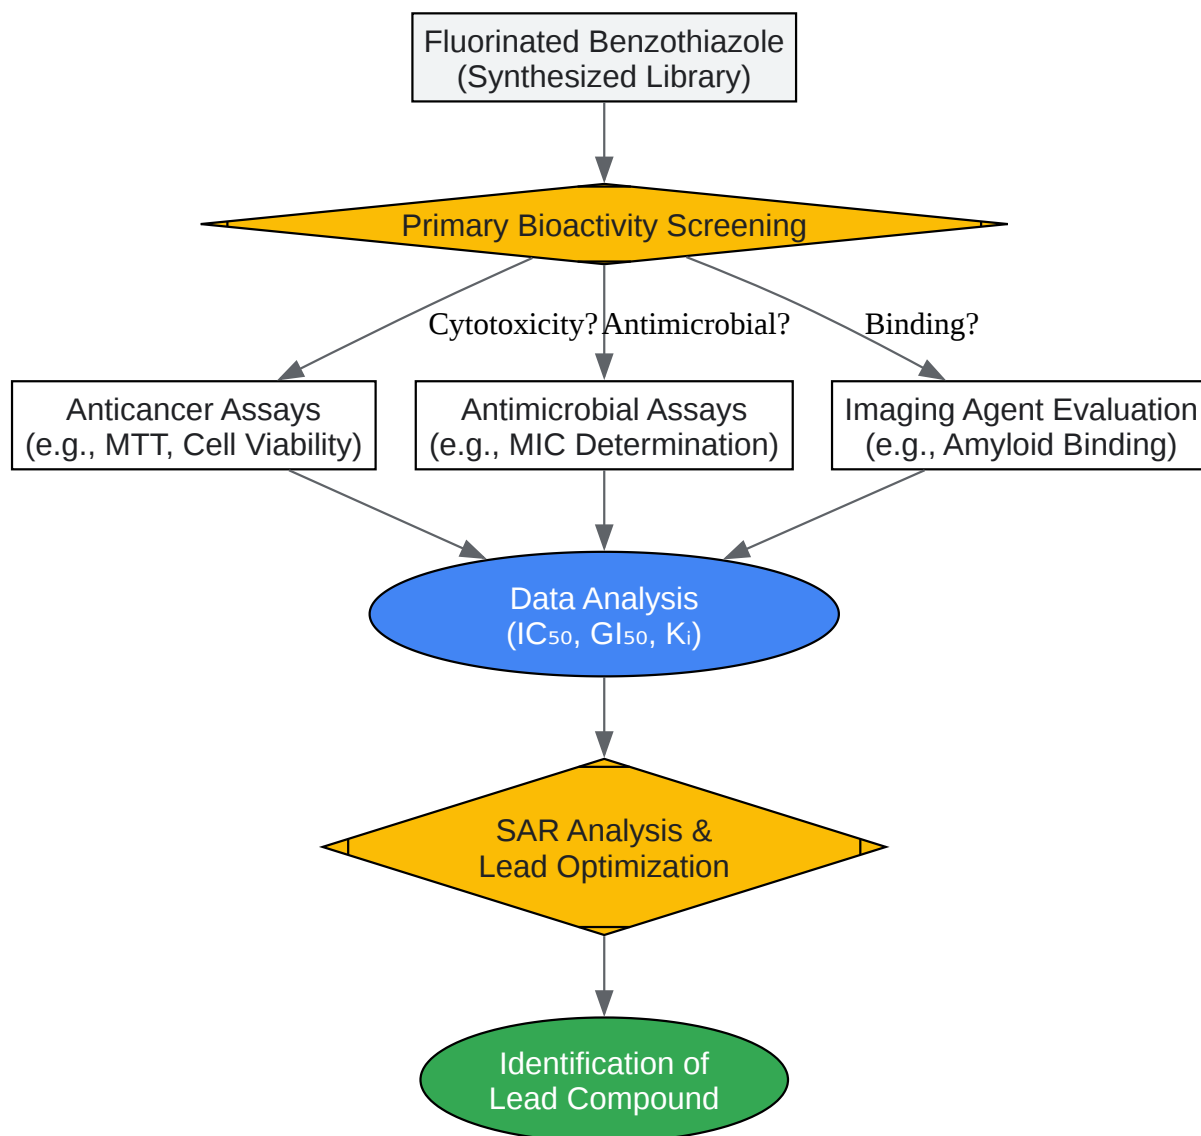 Fluorinated Benzothiazole
(Synthesized Library)
Primary Bioactivity Screening
Cytotoxicity?
Antimicrobial?
Binding?
Anticancer Assays
(e.g., MTT, Cell Viability)
Antimicrobial Assays
(e.g., MIC Determination)
Imaging Agent Evaluation
(e.g., Amyloid Binding)
Data Analysis
(IC₅₀, GI₅₀, Kᵢ)
SAR Analysis &
Lead Optimization
Identification of
Lead Compound